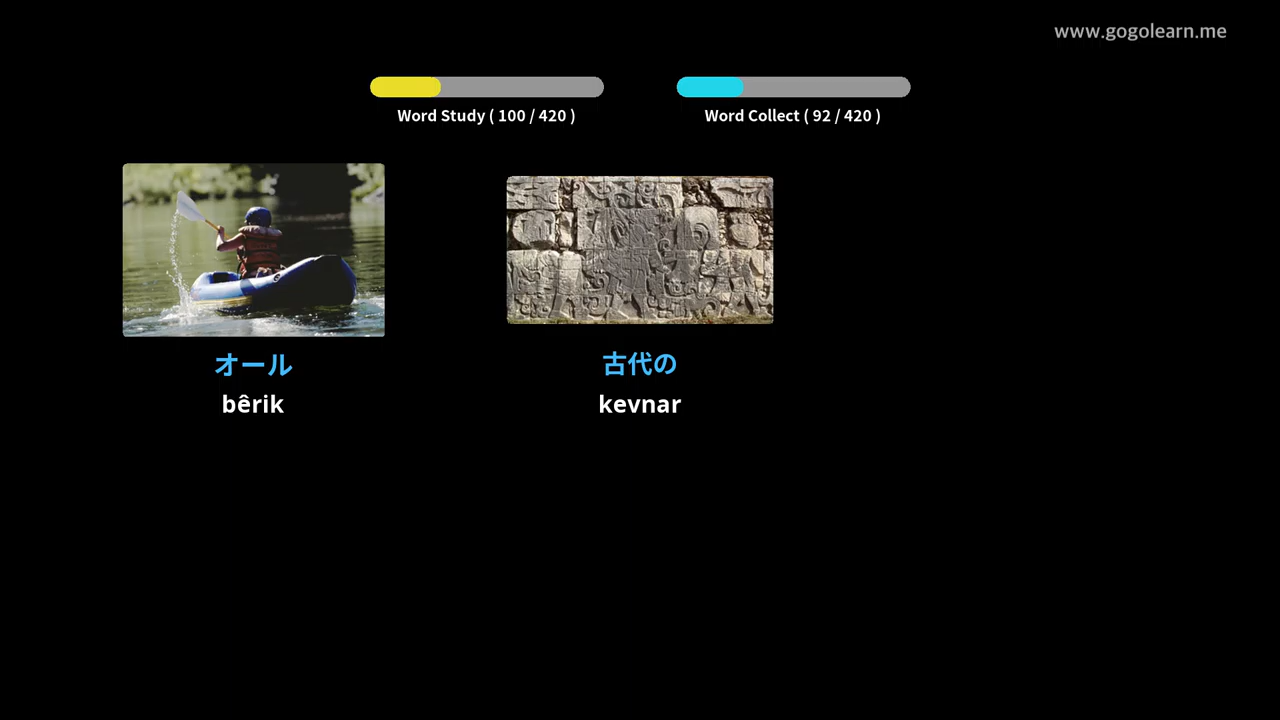 www.gogolearn.me
Word Study ( 100 / 420 )
Word Collect ( 92 / 420 )
オール
bêrik
古代の
kevnar